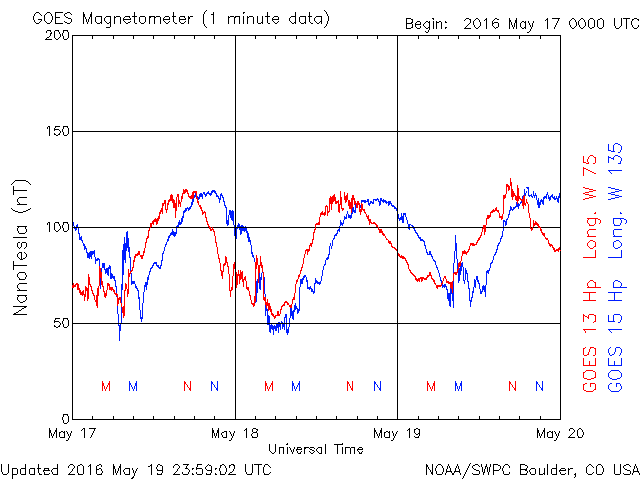 GOES Magnetometer (1 minute data)
Begin: 2016 May 17 0000 UTC
200
150
100
50
0
NanoTesla (nT)
M M N N M M N N M M N N
May 17 May 18 May 19 May 20
Universal Time
GOES 13 Hp Long. W 75
GOES 15 Hp Long. W 135
Updated 2016 May 19 23:59:02 UTC
NOAA/SWPC Boulder, CO USA